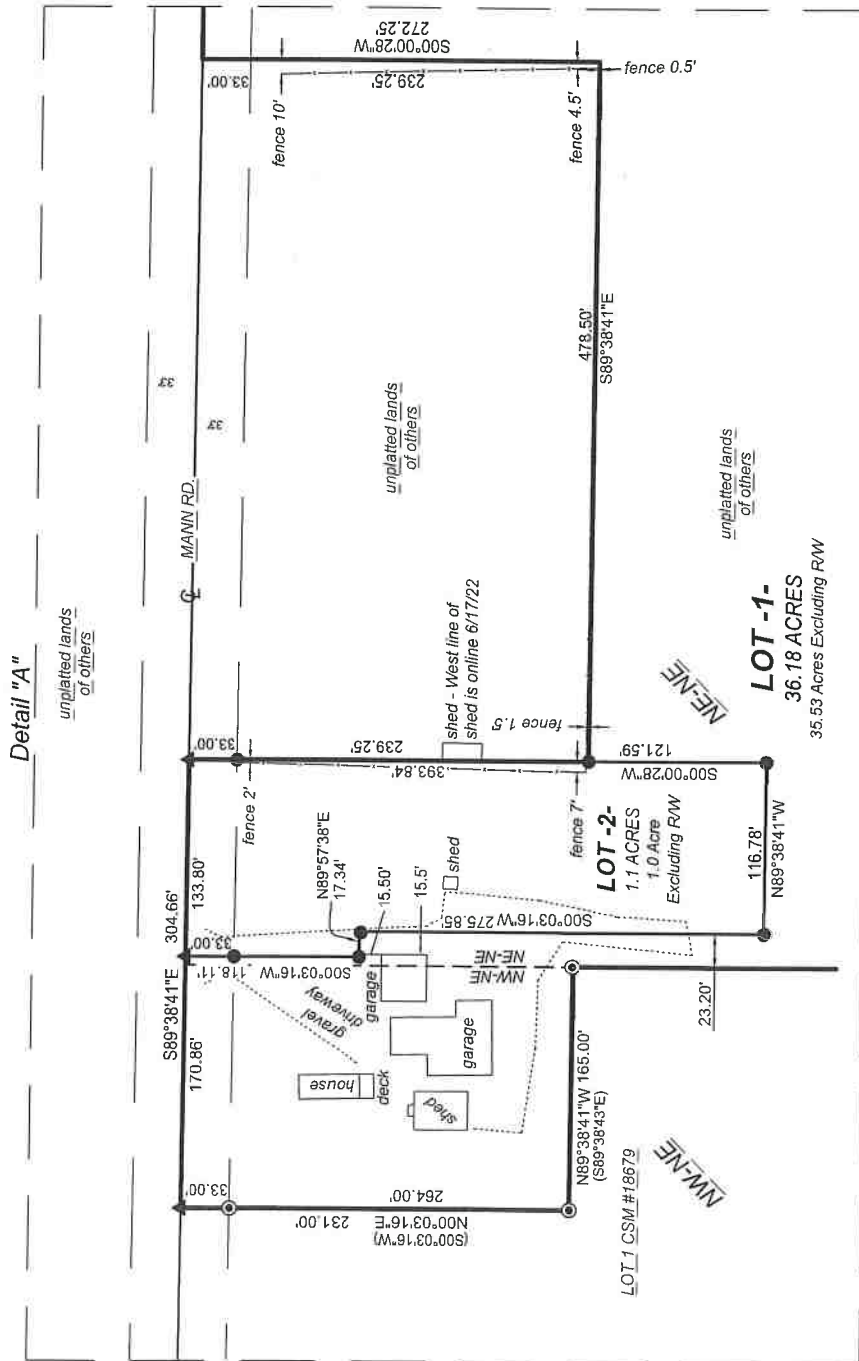 Detail "A"
unplatted lands
of others
33'
33'
MANN RD.
S89°38'41"E
304.66'
170.86'
133.80'
33.00'
33.00'
33.00'
33.00'
S00°00'28"W
272.25'
239.25'
fence 10'
fence 4.5'
fence 0.5'
unplatted lands
of others
478.50'
S89°38'41"E
shed - West line of
shed is online 6/17/22
fence 2'
239.25'
393.84'
fence 1.5'
fence 7'
N89°57'38"E
17.34'
15.50'
15.5'
S00°03'16"W
118.11'
gravel
driveway
garage
garage
house
deck
shed
shed
S00°03'16"W 275.85'
NW-NE
NE-NE
LOT -2-
1.1 ACRES
1.0 Acre
Excluding R/W
S00°00'28"W
121.59'
N89°38'41"W
116.78'
23.20'
264.00'
231.00'
N00°03'16"E
(S00°03'16"W)
N89°38'41"W 165.00'
(S89°38'43"E)
LOT 1 CSM #18679
NW-NE
NE-NE
unplatted lands
of others
LOT -1-
36.18 ACRES
35.53 Acres Excluding R/W